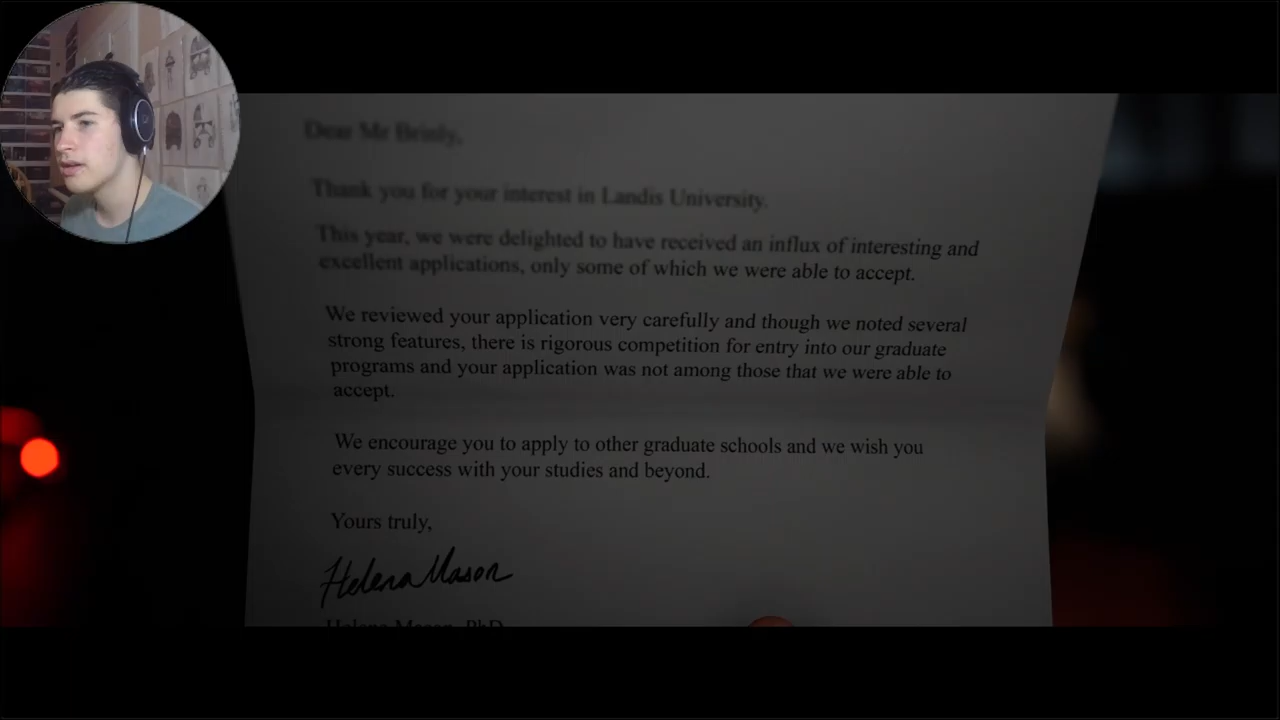 Dear Mr Brinly,
Thank you for your interest in Landis University.
This year, we were delighted to have received an influx of interesting and
excellent applications, only some of which we were able to accept.
We reviewed your application very carefully and though we noted several
strong features, there is rigorous competition for entry into our graduate
programs and your application was not among those that we were able to
accept.
We encourage you to apply to other graduate schools and we wish you
every success with your studies and beyond.
Yours truly,
Helena Mason
Helena Mason, PhD